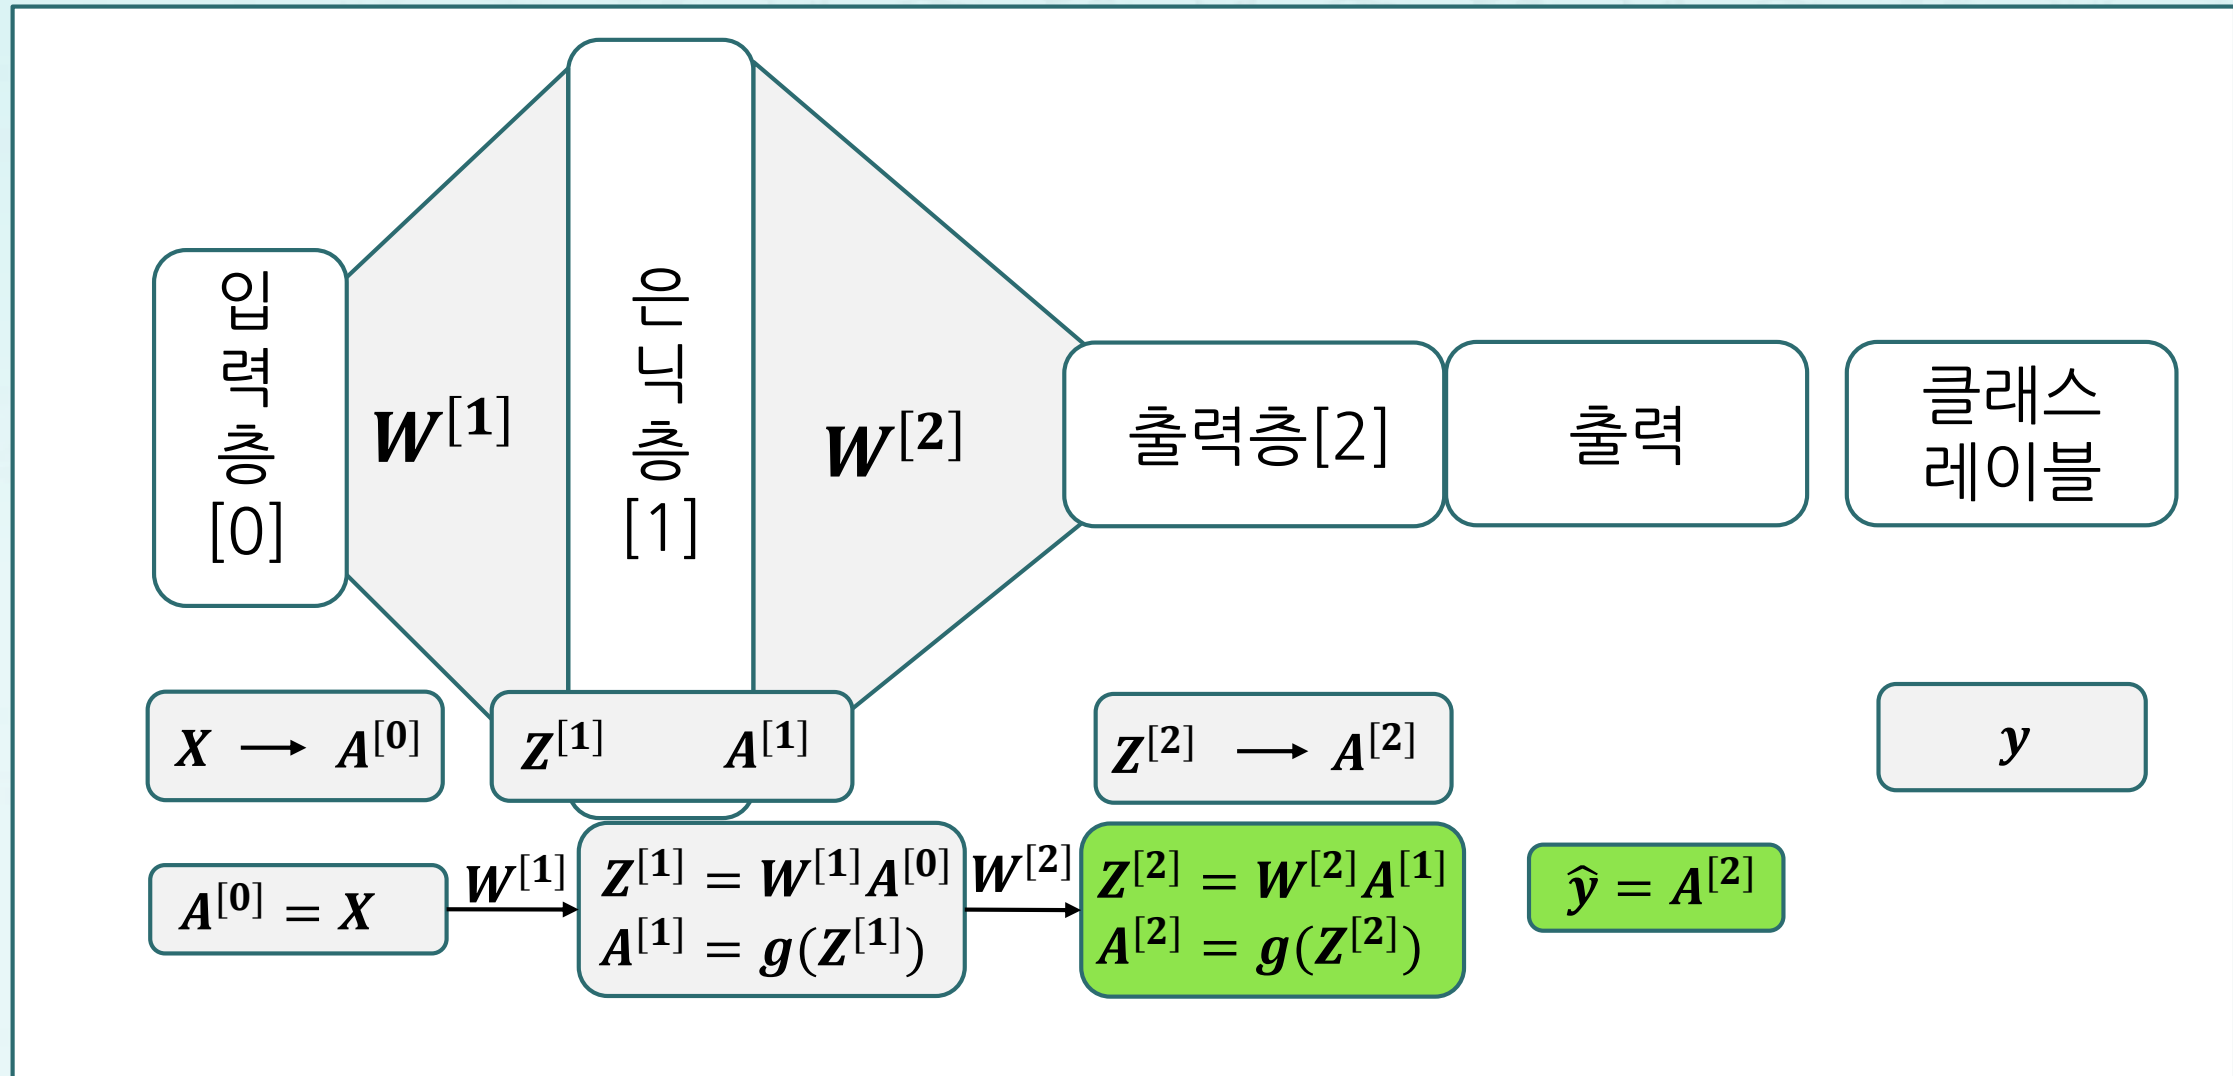 입
력
층
[0]
W^[1]
은
닉
층
[1]
W^[2]
출력층[2]
출력
클래스
레이블
X → A^[0]
Z^[1] A^[1]
Z^[2] → A^[2]
y
A^[0] = X
W^[1]
Z^[1] = W^[1]A^[0]
A^[1] = g(Z^[1])
W^[2]
Z^[2] = W^[2]A^[1]
A^[2] = g(Z^[2])
ŷ = A^[2]